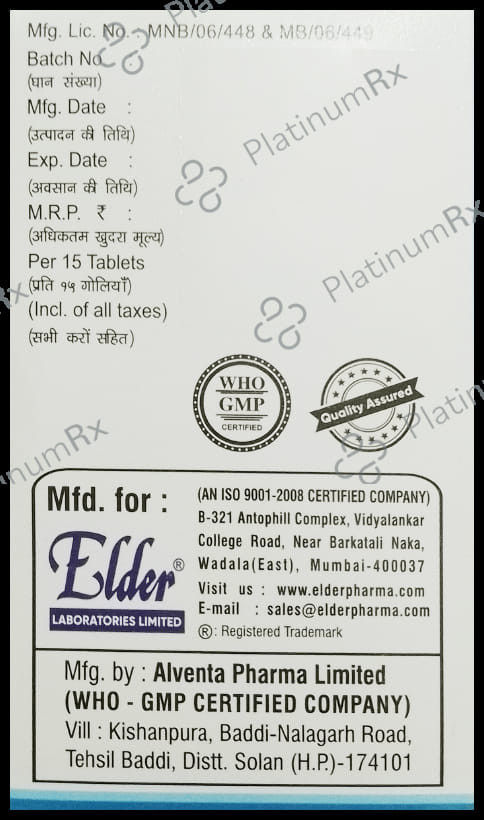 Mfg. Lic. No. - MNB/06/448 & MB/06/449
Batch No.
(घान संख्या)
Mfg. Date :
(उत्पादन की तिथि)
Exp. Date :
(अवसान की तिथि)
M.R.P. ₹ :
(अधिकतम खुदरा मूल्य)
Per 15 Tablets
(प्रति १५ गोलियाँ)
(Incl. of all taxes)
(सभी करों सहित)
PlatinumRx
PlatinumRx
PlatinumRx
PlatinumRx
WHO
GMP
CERTIFIED
Quality Assured
Mfd. for :
Elder®
LABORATORIES LIMITED
(AN ISO 9001-2008 CERTIFIED COMPANY)
B-321 Antophill Complex, Vidyalankar
College Road, Near Barkatali Naka,
Wadala(East), Mumbai-400037
Visit us : www.elderpharma.com
E-mail : sales@elderpharma.com
®: Registered Trademark
Mfg. by : Alventa Pharma Limited
(WHO - GMP CERTIFIED COMPANY)
Vill : Kishanpura, Baddi-Nalagarh Road,
Tehsil Baddi, Distt. Solan (H.P.)-174101